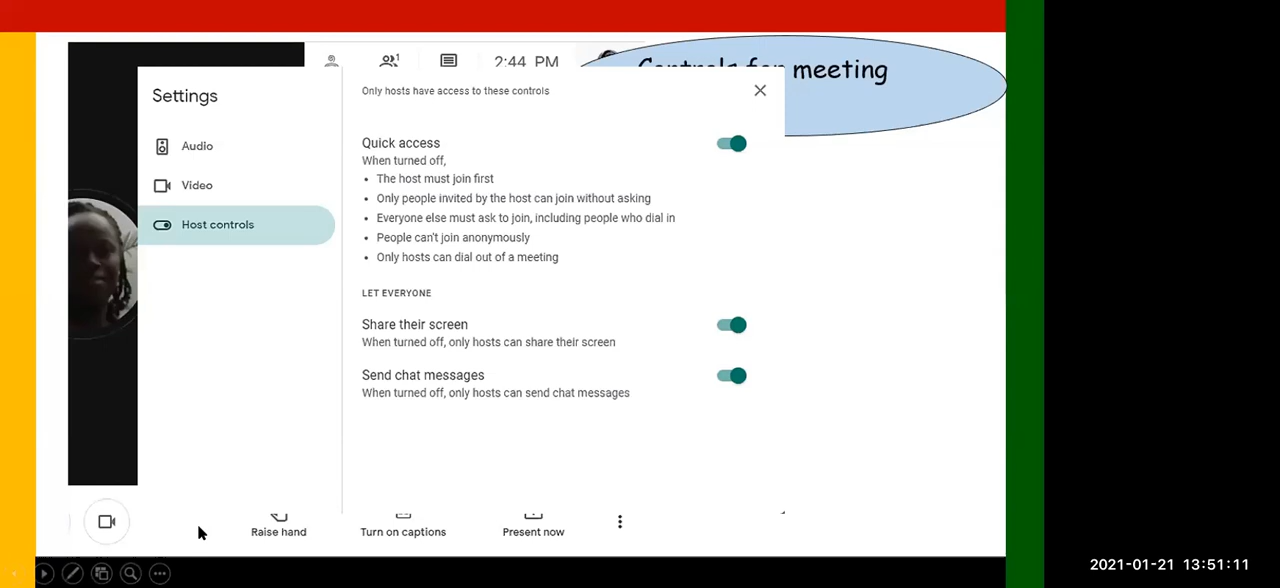 2:44 PM
Controls for meeting
Settings
Only hosts have access to these controls
Audio
Video
Host controls
Quick access
When turned off,
• The host must join first
• Only people invited by the host can join without asking
• Everyone else must ask to join, including people who dial in
• People can't join anonymously
• Only hosts can dial out of a meeting
LET EVERYONE
Share their screen
When turned off, only hosts can share their screen
Send chat messages
When turned off, only hosts can send chat messages
Raise hand
Turn on captions
Present now
2021-01-21 13:51:11